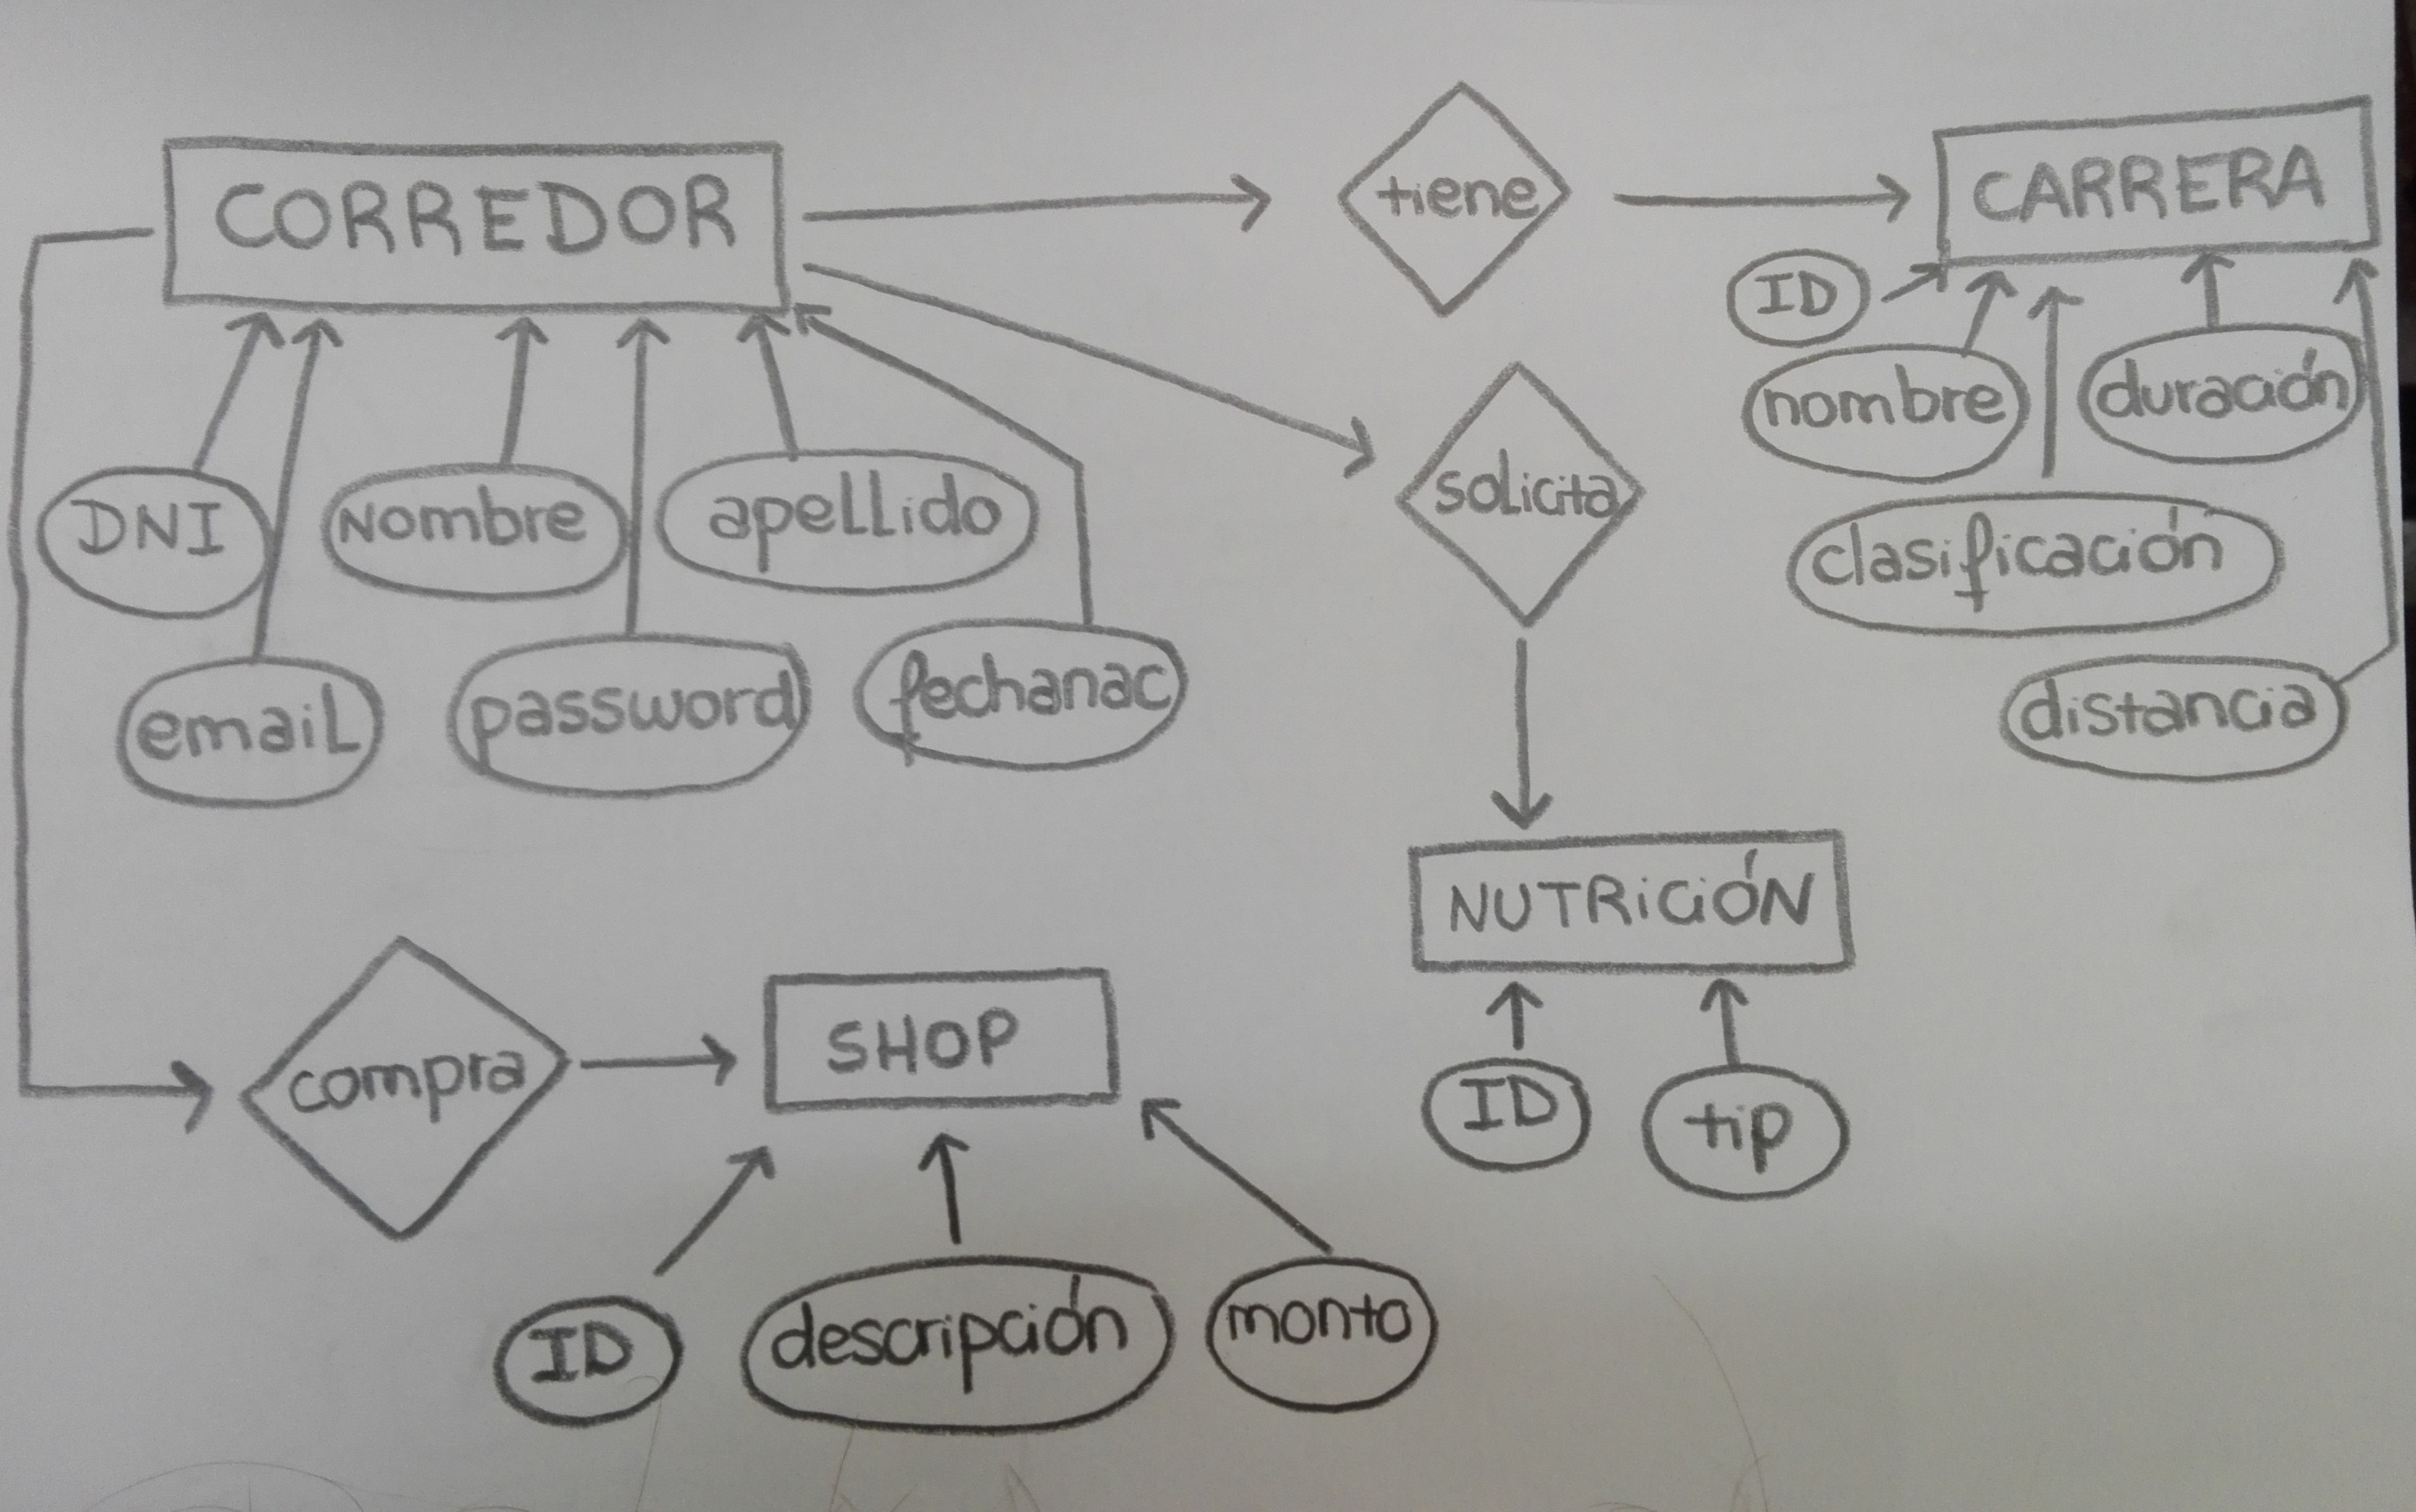 CORREDOR
tiene
CARRERA
ID
nombre
duración
solicita
clasificación
DNI
Nombre
apellido
email
password
fechanac
distancia
NUTRICIÓN
ID
tip
compra
SHOP
ID
descripción
monto